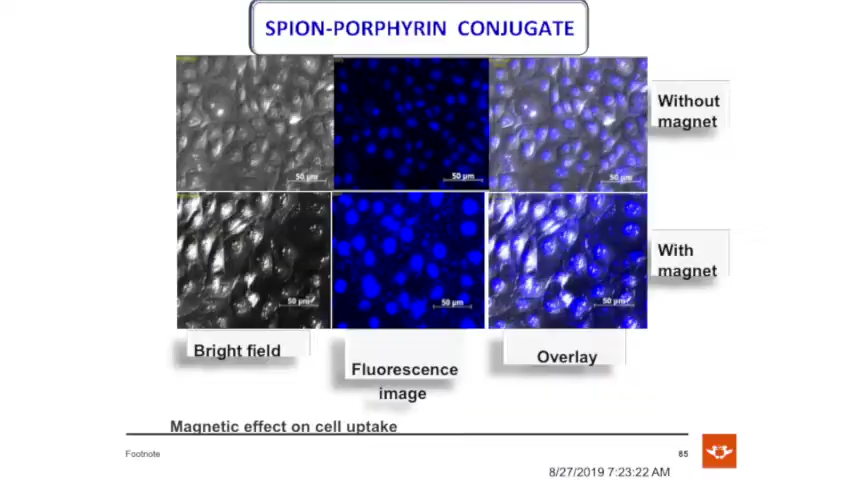 SPION-PORPHYRIN CONJUGATE
Without
magnet
50 µm
50 µm
50 µm
With
magnet
50 µm
50 µm
50 µm
Bright field
Fluorescence
image
Overlay
Magnetic effect on cell uptake
Footnote
85
8/27/2019 7:23:22 AM